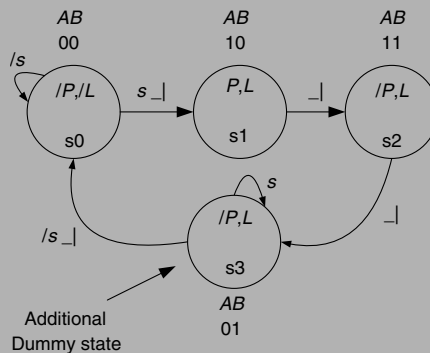 AB AB AB
00 10 11
/s
/P,/L s _| P,L _| /P,L
s0 s1 s2
s
/P,L
/s _| s3 _|
Additional
Dummy state
AB
01